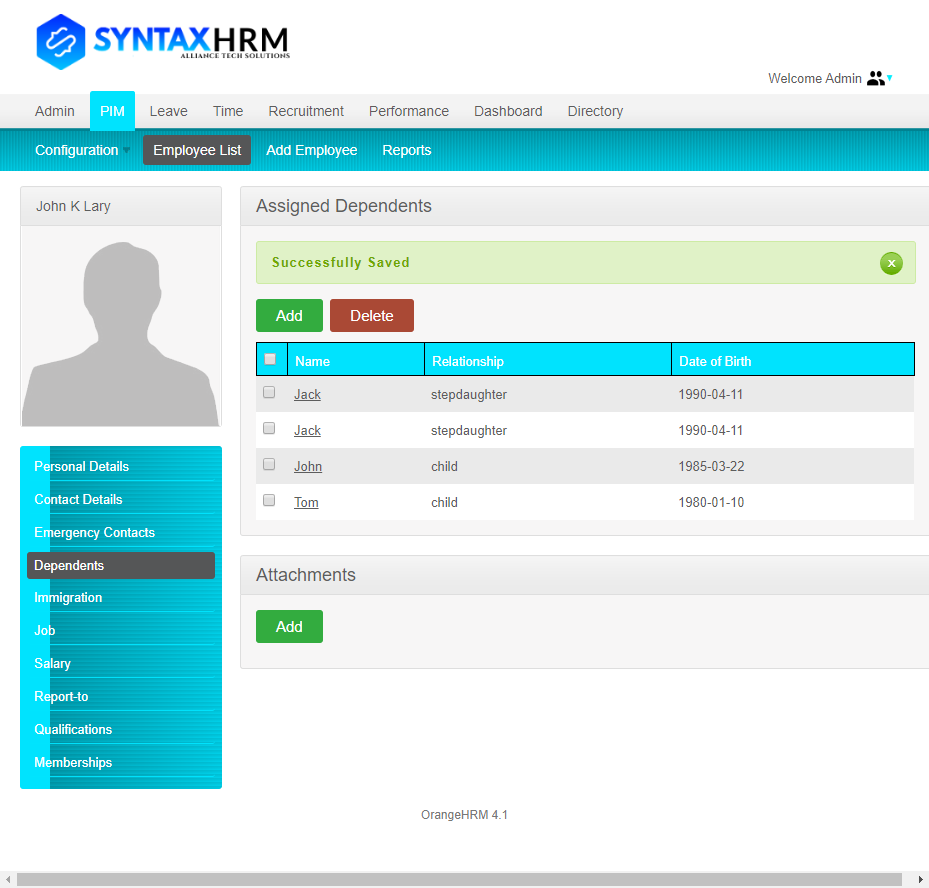 SYNTAXHRM
ALLIANCE TECH SOLUTIONS
Welcome Admin
Admin PIM Leave Time Recruitment Performance Dashboard Directory
Configuration Employee List Add Employee Reports
John K Lary
Assigned Dependents
Successfully Saved
Add Delete
Name Relationship Date of Birth
Jack stepdaughter 1990-04-11
Jack stepdaughter 1990-04-11
John child 1985-03-22
Tom child 1980-01-10
Personal Details
Contact Details
Emergency Contacts
Dependents
Immigration
Job
Salary
Report-to
Qualifications
Memberships
Attachments
Add
OrangeHRM 4.1